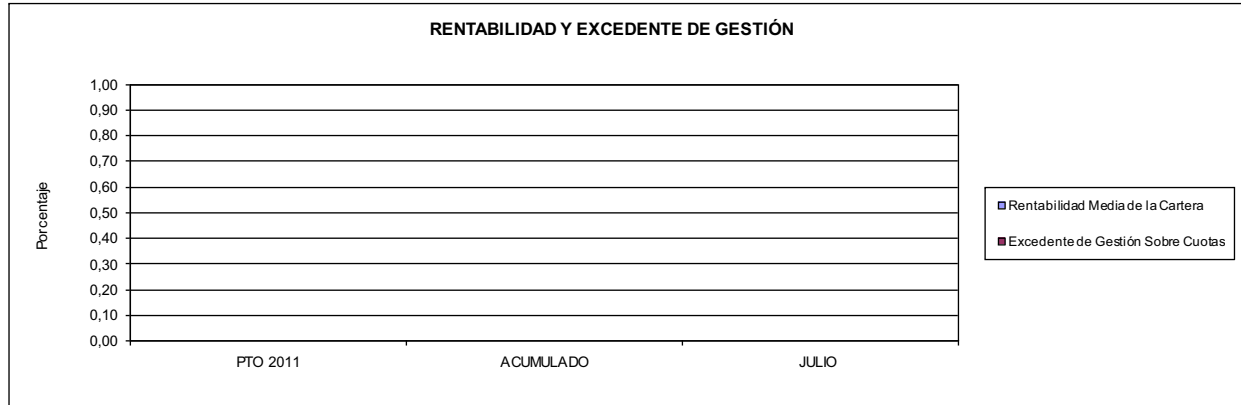 RENTABILIDAD Y EXCEDENTE DE GESTIÓN
1,00
0,90
0,80
0,70
0,60
0,50
0,40
0,30
0,20
0,10
0,00
Porcentaje
PTO 2011
ACUMULADO
JULIO
Rentabilidad Media de la Cartera
Excedente de Gestión Sobre Cuotas